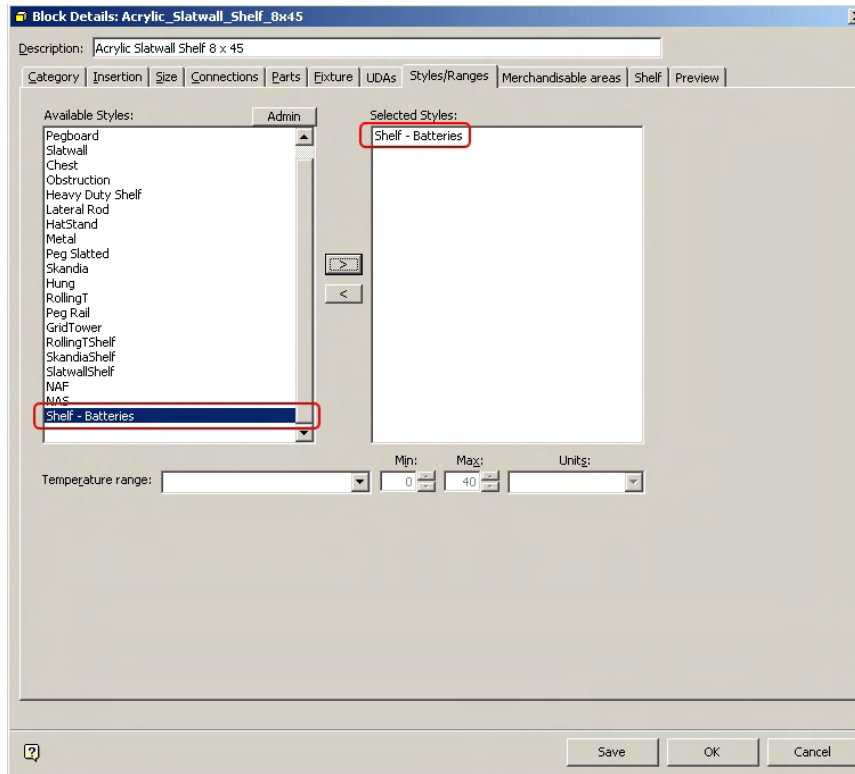 Block Details: Acrylic_Slatwall_Shelf_8x45
Description: Acrylic Slatwall Shelf 8 x 45
Category Insertion Size Connections Parts Fixture UDAs Styles/Ranges Merchandisable areas Shelf Preview
Available Styles: Admin Selected Styles:
Pegboard
Slatwall
Chest
Obstruction
Heavy Duty Shelf
Lateral Rod
HatStand
Metal
Peg Slatted
Skandia
Hung
RollingT
Peg Rail
GridTower
RollingTShelf
SkandiaShelf
SlatwallShelf
NAF
NAS
Shelf - Batteries
>
<
Shelf - Batteries
Min: Max: Units:
Temperature range: 0 40
? Save OK Cancel